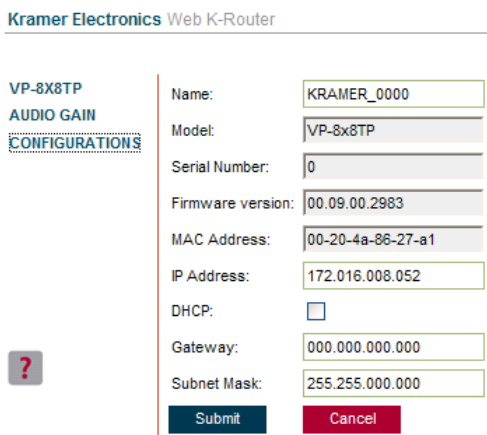 Kramer Electronics Web K-Router
VP-8X8TP
AUDIO GAIN
CONFIGURATIONS
Name: KRAMER_0000
Model: VP-8x8TP
Serial Number: 0
Firmware version: 00.09.00.2983
MAC Address: 00-20-4a-86-27-a1
IP Address: 172.016.008.052
DHCP:
Gateway: 000.000.000.000
Subnet Mask: 255.255.000.000
?
Submit Cancel